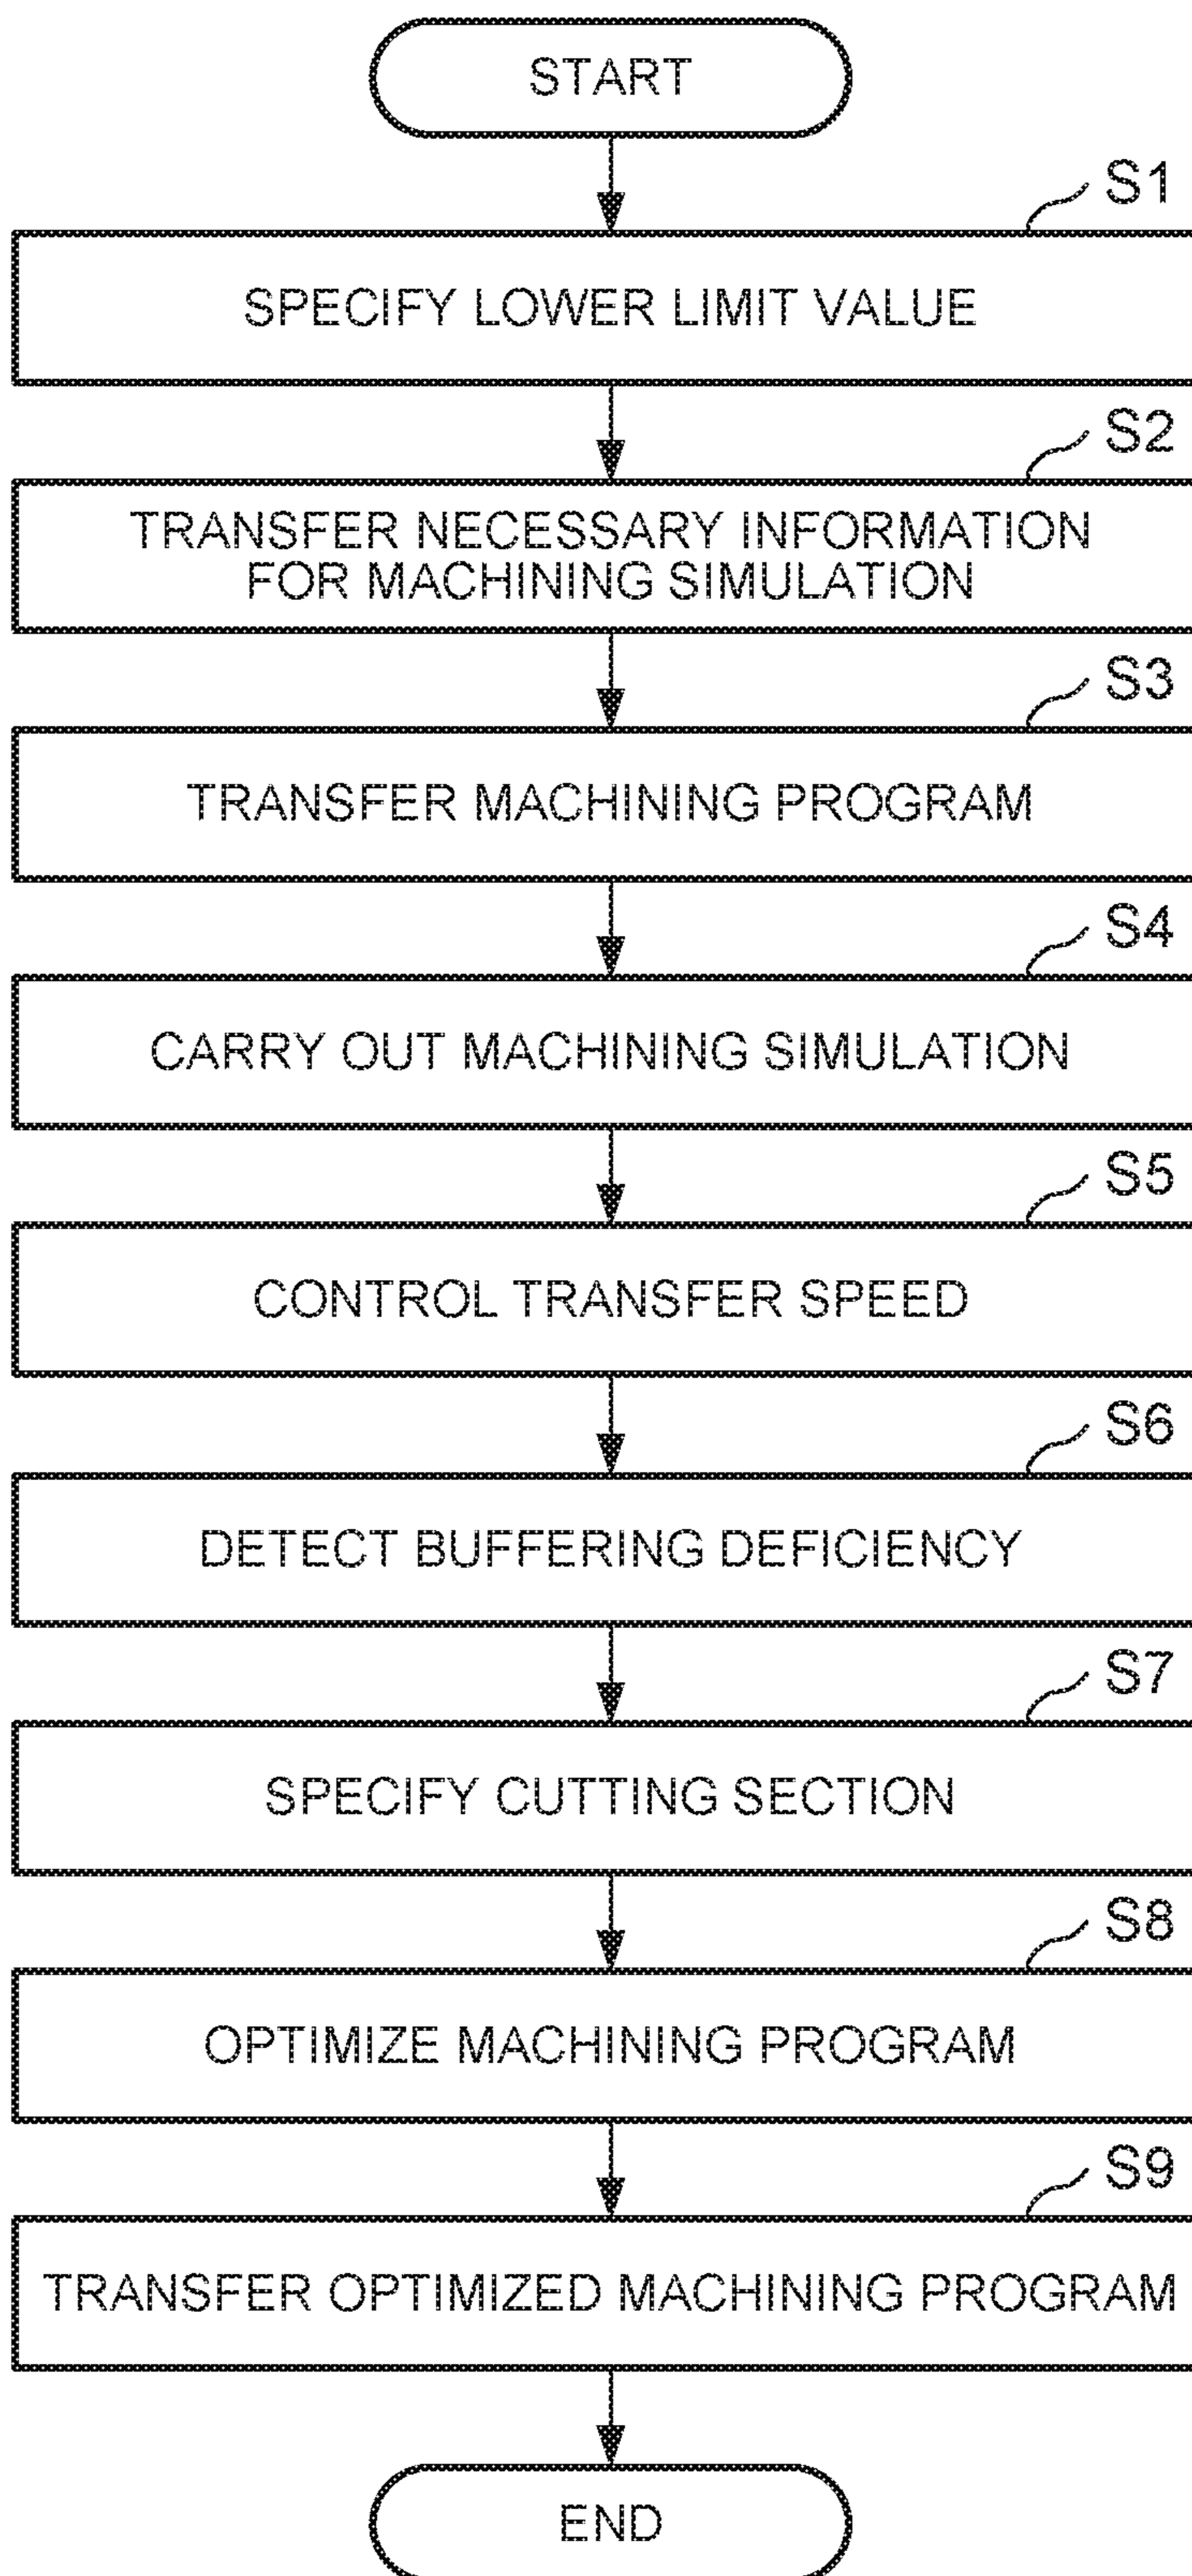 START
S1
SPECIFY LOWER LIMIT VALUE
S2
TRANSFER NECESSARY INFORMATION
FOR MACHINING SIMULATION
S3
TRANSFER MACHINING PROGRAM
S4
CARRY OUT MACHINING SIMULATION
S5
CONTROL TRANSFER SPEED
S6
DETECT BUFFERING DEFICIENCY
S7
SPECIFY CUTTING SECTION
S8
OPTIMIZE MACHINING PROGRAM
S9
TRANSFER OPTIMIZED MACHINING PROGRAM
END